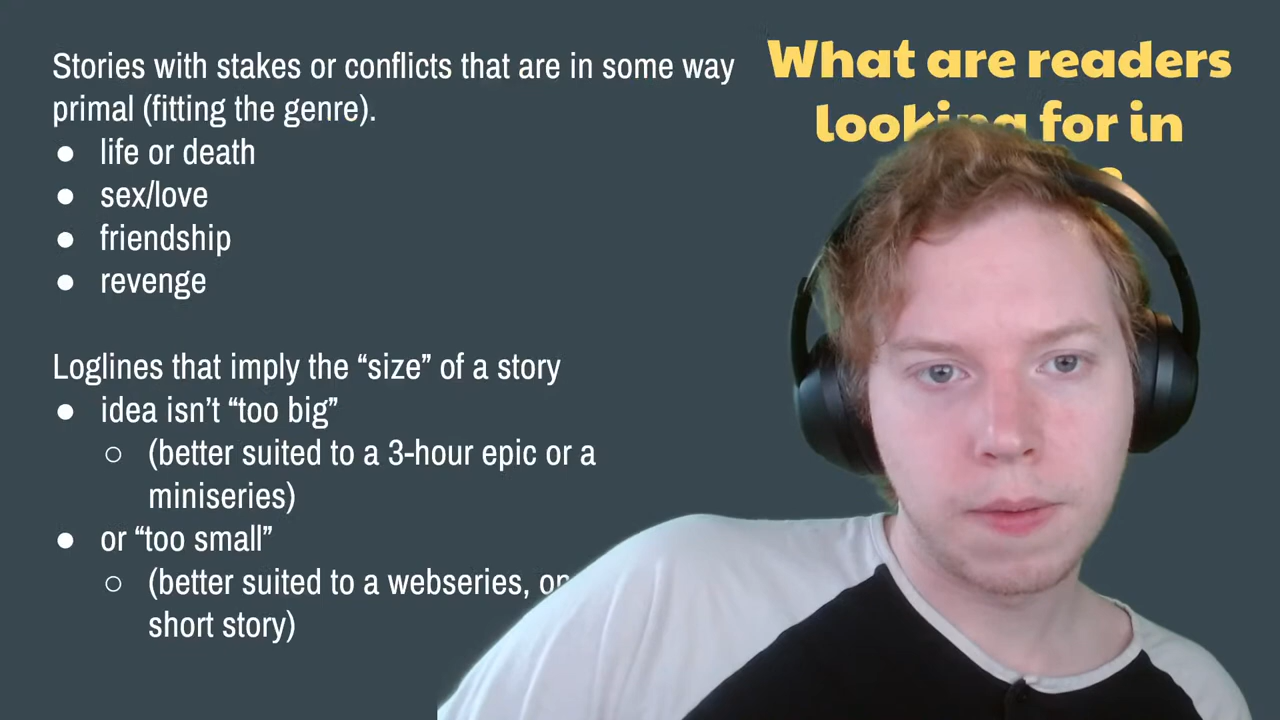 What are readers
for in
Stories with stakes or conflicts that are in some way
primal (fitting the genre).
● life or death
● sex/love
● friendship
● revenge
Loglines that imply the “size” of a story
● idea isn’t “too big”
○ (better suited to a 3-hour epic or a
miniseries)
● or “too small”
○ (better suited to a webseries, or
short story)